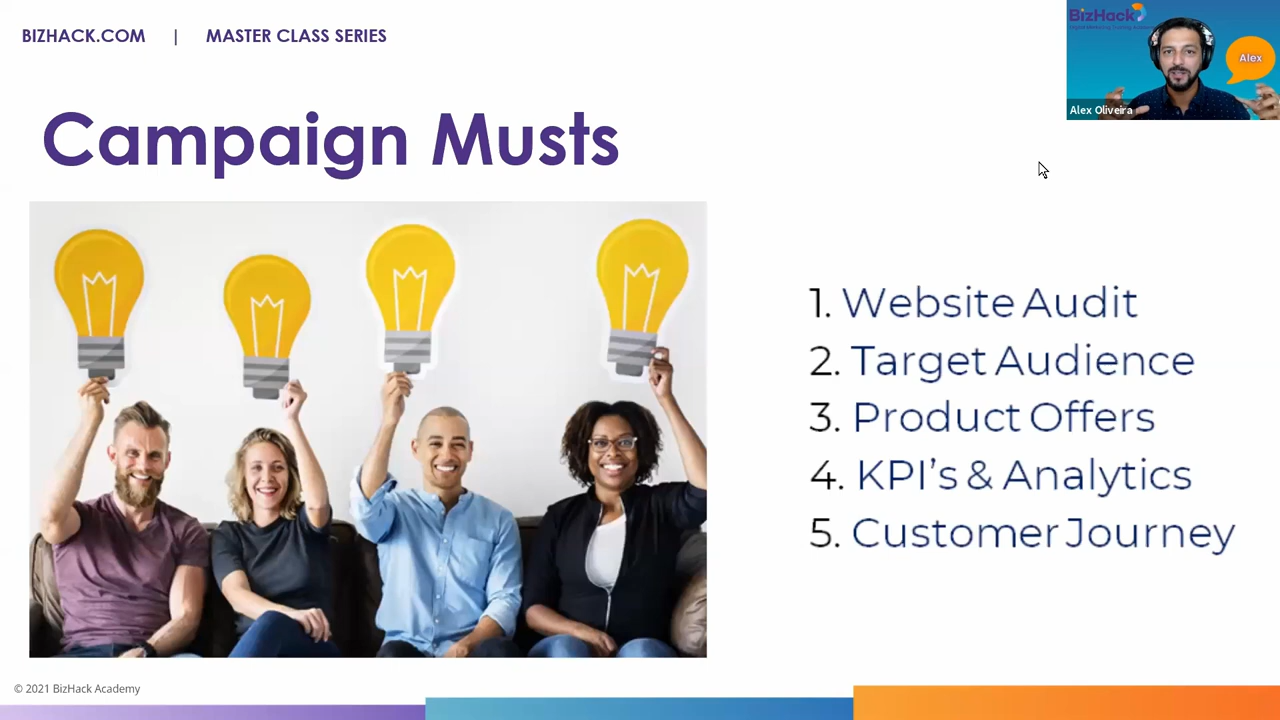 BIZHACK.COM | MASTER CLASS SERIES
BizHack
Alex
Alex Oliveira
Campaign Musts
1. Website Audit
2. Target Audience
3. Product Offers
4. KPI's & Analytics
5. Customer Journey
© 2021 BizHack Academy